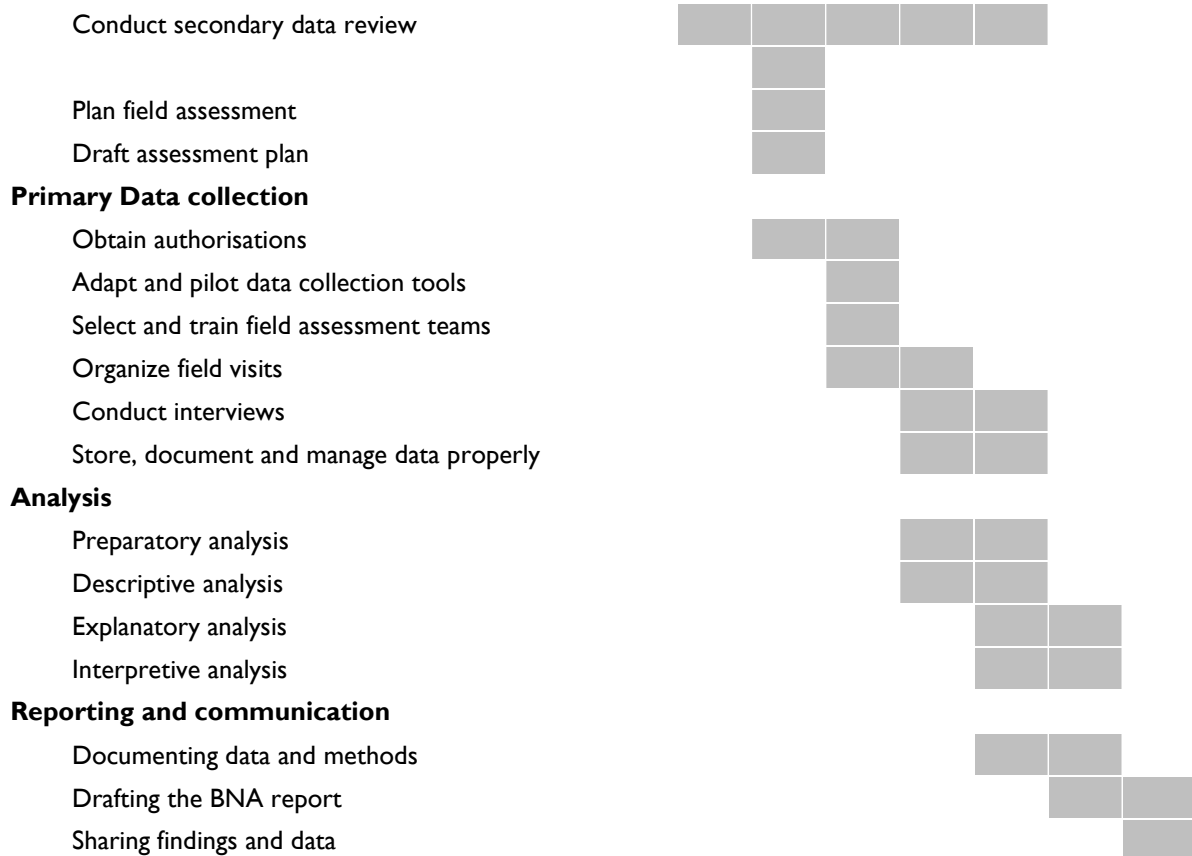 Conduct secondary data review
Plan field assessment
Draft assessment plan
Primary Data collection
Obtain authorisations
Adapt and pilot data collection tools
Select and train field assessment teams
Organize field visits
Conduct interviews
Store, document and manage data properly
Analysis
Preparatory analysis
Descriptive analysis
Explanatory analysis
Interpretive analysis
Reporting and communication
Documenting data and methods
Drafting the BNA report
Sharing findings and data